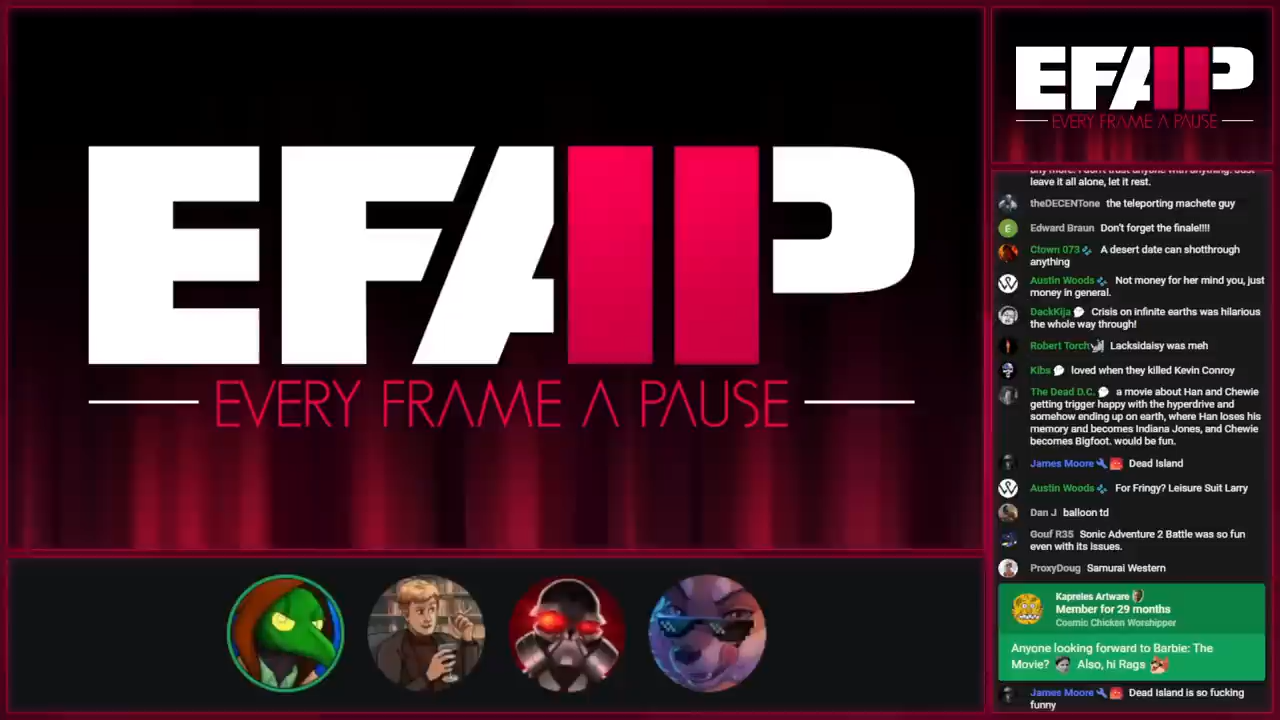 EFAP
EVERY FRAME A PAUSE
EFAP
EVERY FRAME A PAUSE
any more. I don't trust anyone with anything. Just
leave it all alone, let it rest.
theDECENTone the teleporting machete guy
E Edward Braun Don't forget the finale!!!!
Ctown 073 A desert date can shotthrough
anything
Austin Woods Not money for her mind you, just
money in general.
DackKija Crisis on infinite earths was hilarious
the whole way through!
Robert Torch Lacksidaisy was meh
Kibs loved when they killed Kevin Conroy
The Dead D.C. a movie about Han and Chewie
getting trigger happy with the hyperdrive and
somehow ending up on earth, where Han loses his
memory and becomes Indiana Jones, and Chewie
becomes Bigfoot. would be fun.
James Moore Dead Island
Austin Woods For Fringy? Leisure Suit Larry
Dan J balloon td
Gouf R35 Sonic Adventure 2 Battle was so fun
even with its issues.
ProxyDoug Samurai Western
Kapreles Artware
Member for 29 months
Cosmic Chicken Worshipper
Anyone looking forward to Barbie: The
Movie? Also, hi Rags
James Moore Dead Island is so fucking
funny